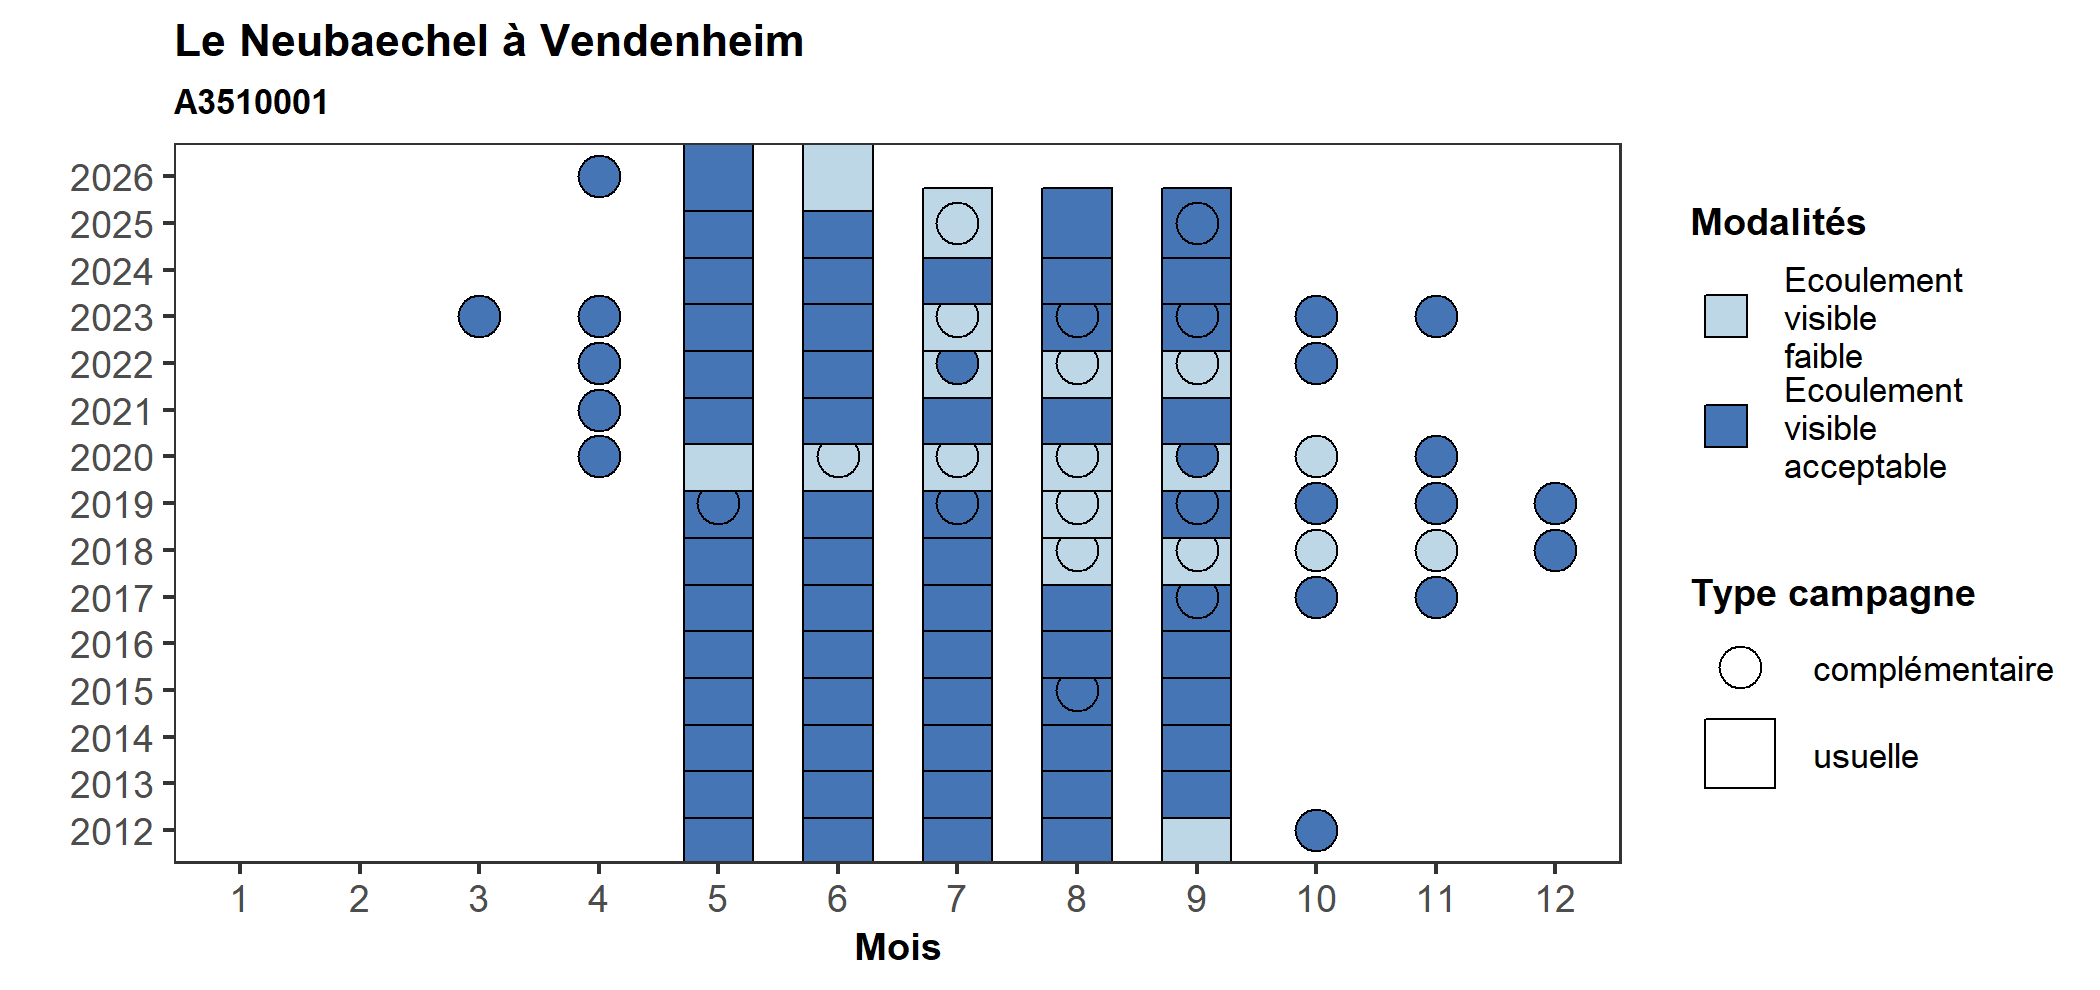 Le Neubaechel à Vendenheim
A3510001
2026
2025
2024
2023
2022
2021
2020
2019
2018
2017
2016
2015
2014
2013
2012
1 2 3 4 5 6 7 8 9 10 11 12
Mois
Modalités
Ecoulement
visible
faible
Ecoulement
visible
acceptable
Type campagne
complémentaire
usuelle